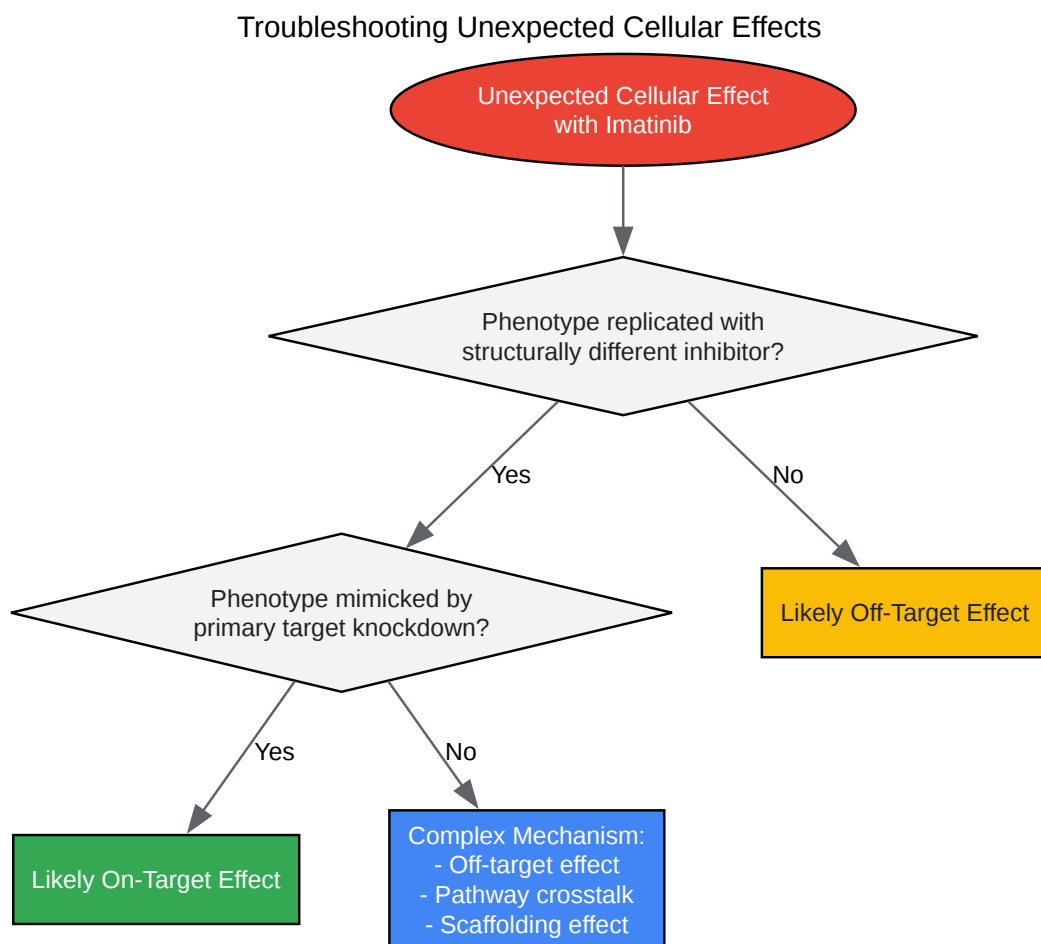 Troubleshooting Unexpected Cellular Effects
Unexpected Cellular Effect
with Imatinib
Phenotype replicated with
structurally different inhibitor?
Yes
No
Phenotype mimicked by
primary target knockdown?
Likely Off-Target Effect
Yes
No
Likely On-Target Effect
Complex Mechanism:
- Off-target effect
- Pathway crosstalk
- Scaffolding effect